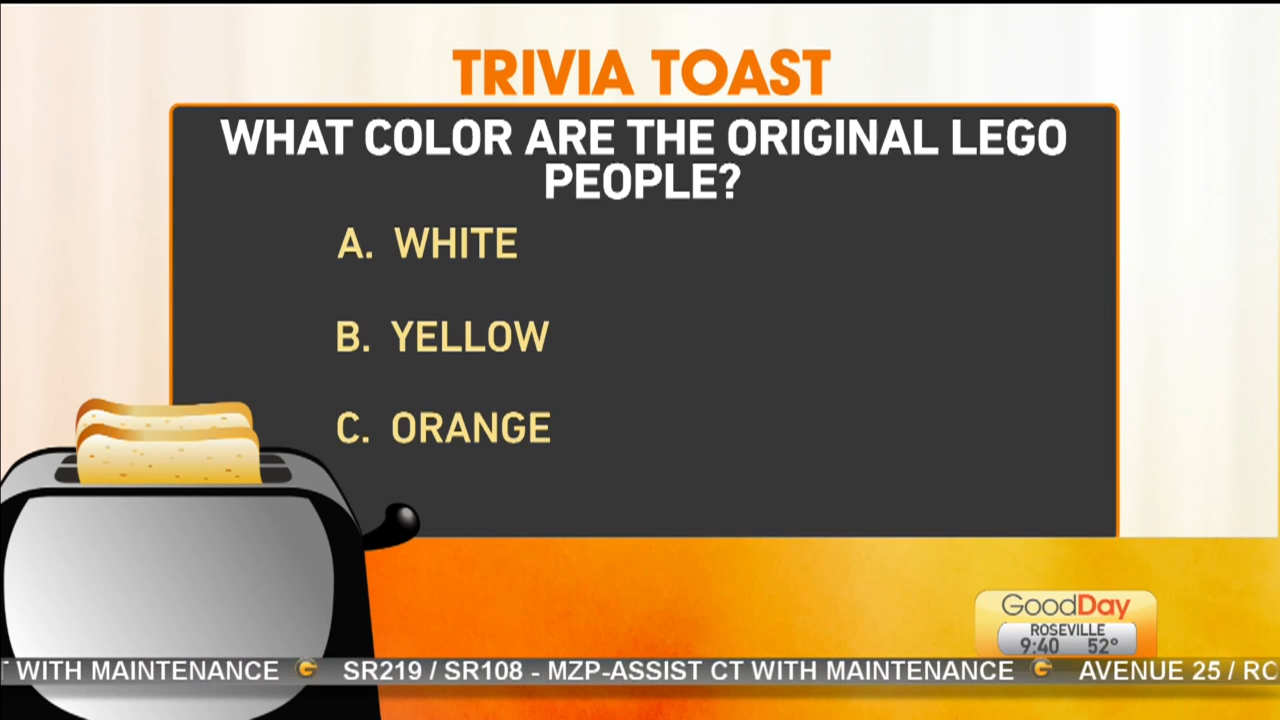 TRIVIA TOAST
WHAT COLOR ARE THE ORIGINAL LEGO
PEOPLE?
A. WHITE
B. YELLOW
C. ORANGE
GoodDay
ROSEVILLE
9:40 52°
WITH MAINTENANCE SR219 / SR108 - MZP-ASSIST CT WITH MAINTENANCE AVENUE 25 / RC